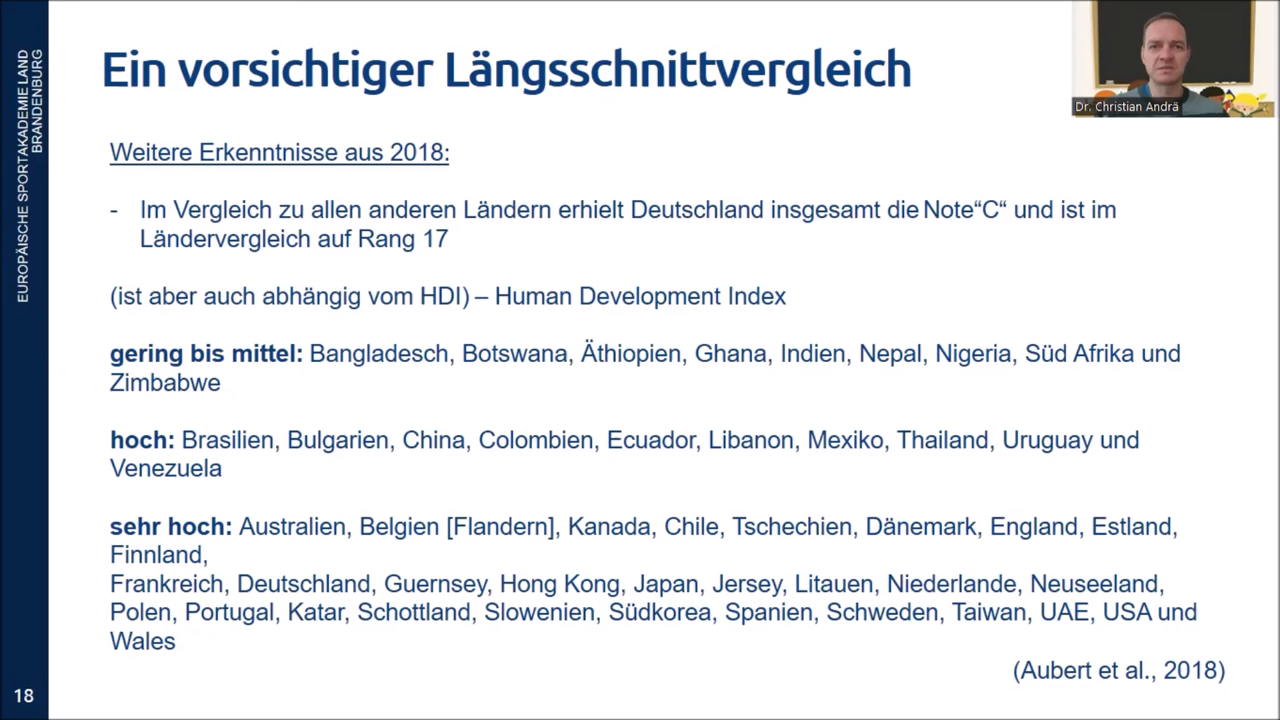 EUROPÄISCHE SPORTAKADEMIE LAND
BRANDENBURG
Ein vorsichtiger Längsschnittvergleich
Dr. Christian Andrä
Weitere Erkenntnisse aus 2018:
- Im Vergleich zu allen anderen Ländern erhielt Deutschland insgesamt die Note“C“ und ist im
Ländervergleich auf Rang 17
(ist aber auch abhängig vom HDI) – Human Development Index
gering bis mittel: Bangladesch, Botswana, Äthiopien, Ghana, Indien, Nepal, Nigeria, Süd Afrika und
Zimbabwe
hoch: Brasilien, Bulgarien, China, Colombien, Ecuador, Libanon, Mexiko, Thailand, Uruguay und
Venezuela
sehr hoch: Australien, Belgien [Flandern], Kanada, Chile, Tschechien, Dänemark, England, Estland,
Finnland,
Frankreich, Deutschland, Guernsey, Hong Kong, Japan, Jersey, Litauen, Niederlande, Neuseeland,
Polen, Portugal, Katar, Schottland, Slowenien, Südkorea, Spanien, Schweden, Taiwan, UAE, USA und
Wales
(Aubert et al., 2018)
18